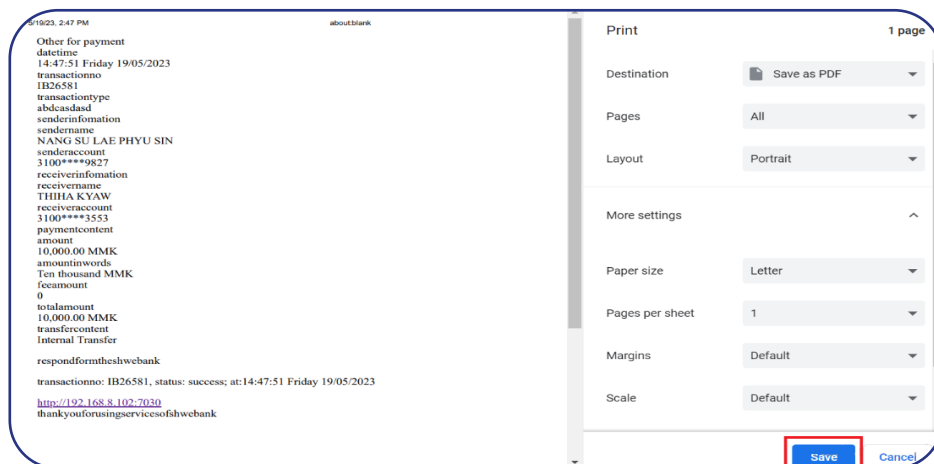 5/19/23, 2:47 PM about:blank
Other for payment
datetime
14:47:51 Friday 19/05/2023
transactionno
IB26581
transactiontype
abdcasdasd
senderinfomation
sendername
NANG SU LAE PHYU SIN
senderaccount
3100****9827
receiverinfomation
receivername
THIHA KYAW
receiveraccount
3100****3553
paymentcontent
amount
10,000.00 MMK
amountinwords
Ten thousand MMK
feeamount
0
totalamount
10,000.00 MMK
transfercontent
Internal Transfer
respondformtheshwebank
transactionno: IB26581, status: success; at:14:47:51 Friday 19/05/2023
http://192.168.8.102:7030
thankyouforusingservicesofshwebank
Print 1 page
Destination Save as PDF
Pages All
Layout Portrait
More settings
Paper size Letter
Pages per sheet 1
Margins Default
Scale Default
Save Cancel